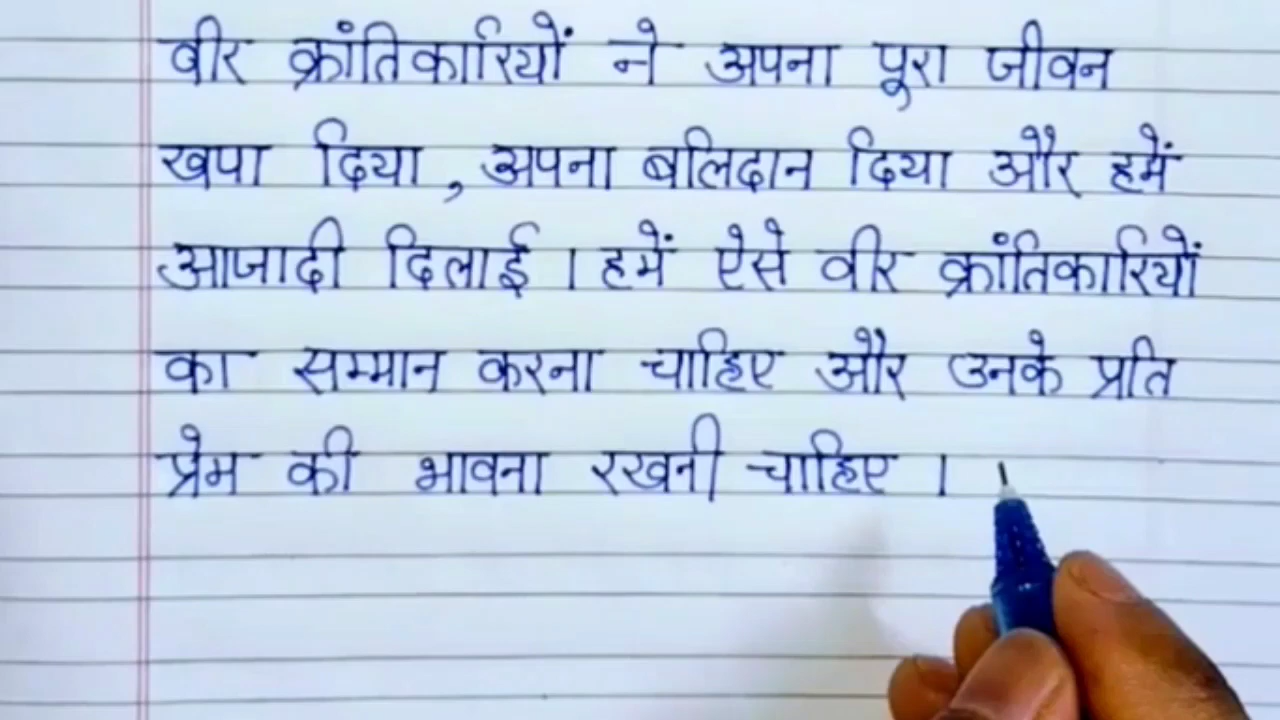 वीर क्रांतिकारियों ने अपना पूरा जीवन
खपा दिया, अपना बलिदान दिया और हमें
आजादी दिलाई। हमें ऐसे वीर क्रांतिकारियों
का सम्मान करना चाहिए और उनके प्रति
प्रेम की भावना रखनी चाहिए।